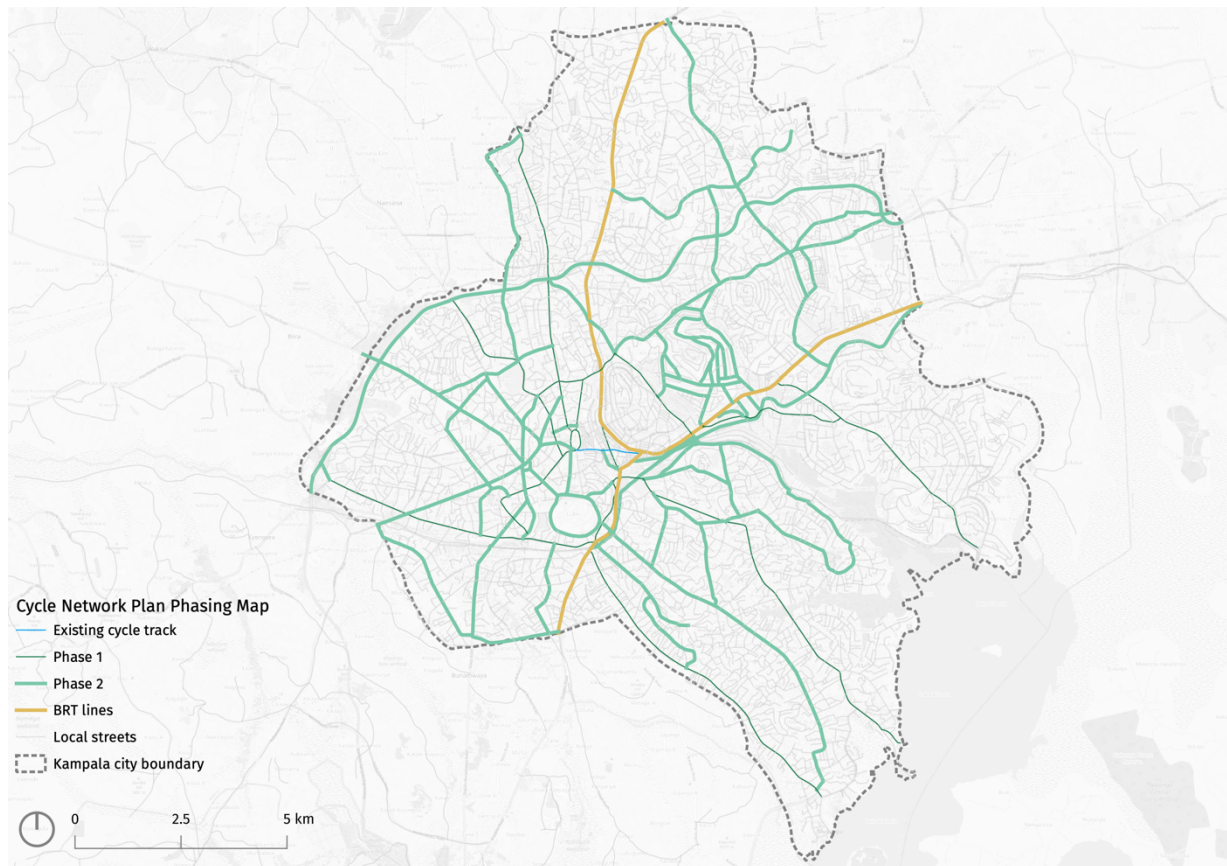 Cycle Network Plan Phasing Map
Existing cycle track
Phase 1
Phase 2
BRT lines
Local streets
Kampala city boundary
0 2.5 5 km